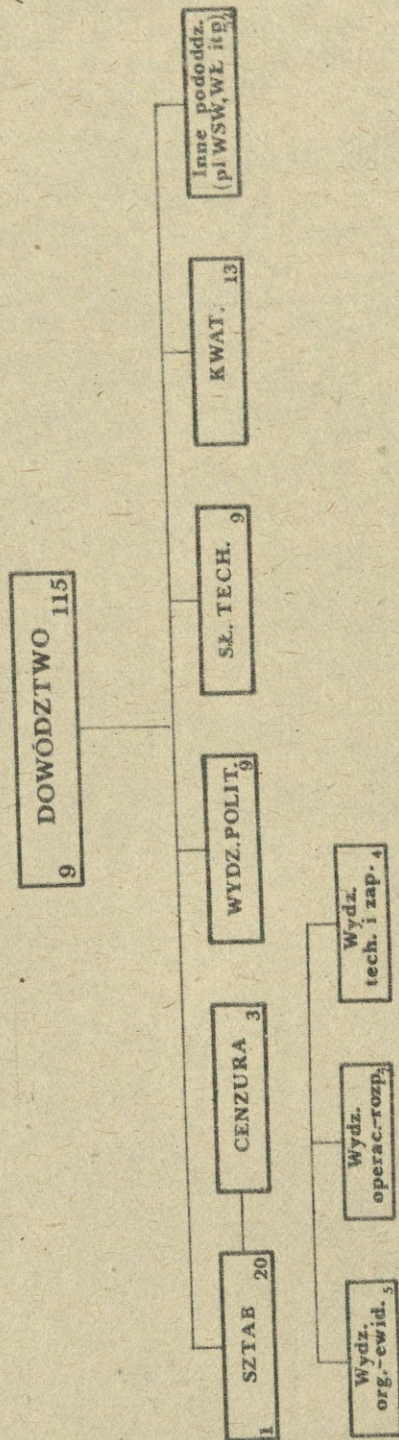 DOWÓDZTWO
9 115
SZTAB
1 20
CENZURA
3
WYDZ.POLIT.
9
SŁ. TECH.
9
KWAT.
13
Inne pododdz.
(pl WSW, WŁ itp)
Wydz.
org.-ewid. 5
Wydz.
operac.-rozp.
Wydz.
tech. i zap. 4